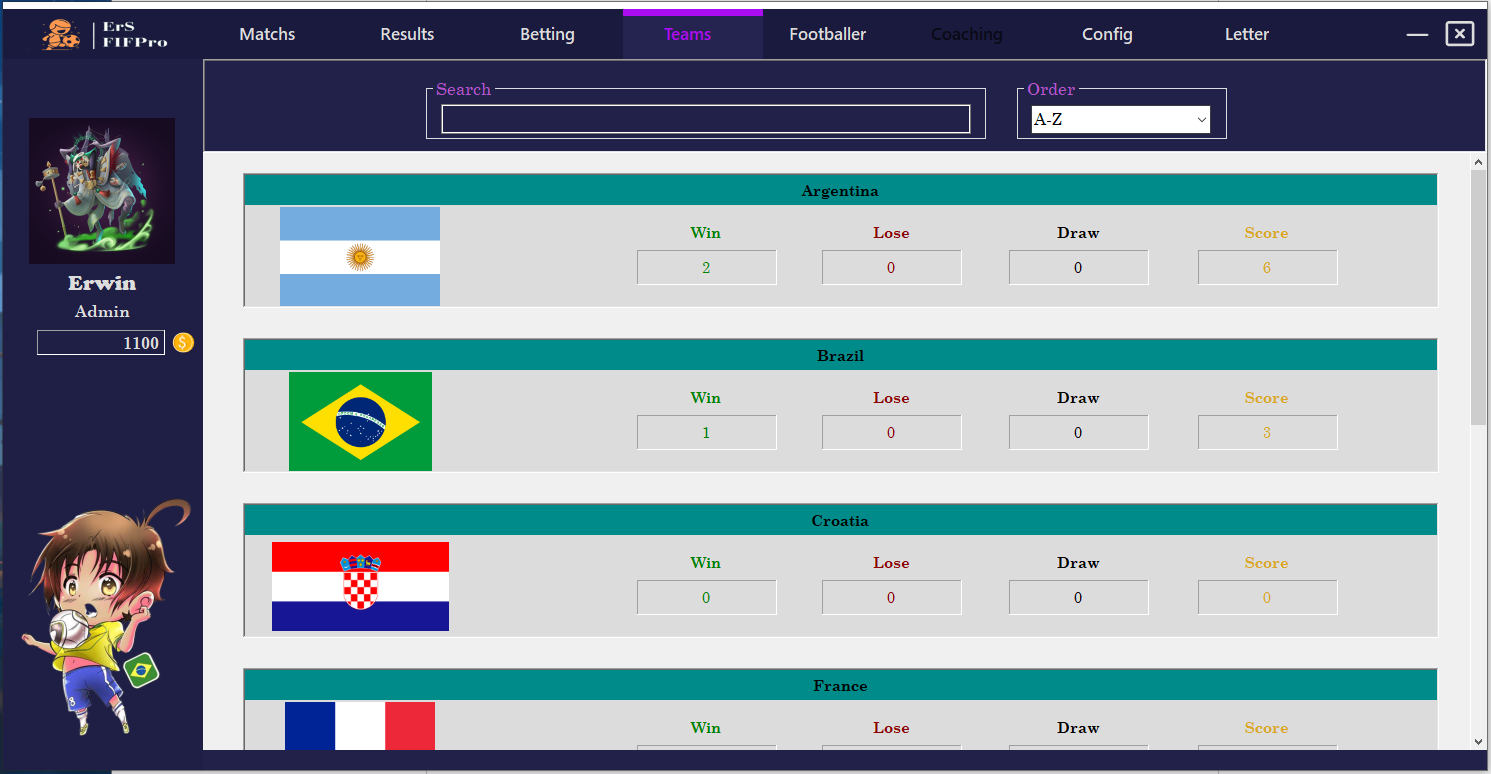 ErS
FIFPro
Matchs Results Betting Teams Footballer Coaching Config Letter
Search
Order
A-Z
Erwin
Admin
1100
$
Argentina
Win Lose Draw Score
2 0 0 6
Brazil
Win Lose Draw Score
1 0 0 3
Croatia
Win Lose Draw Score
0 0 0 0
France
Win Lose Draw Score